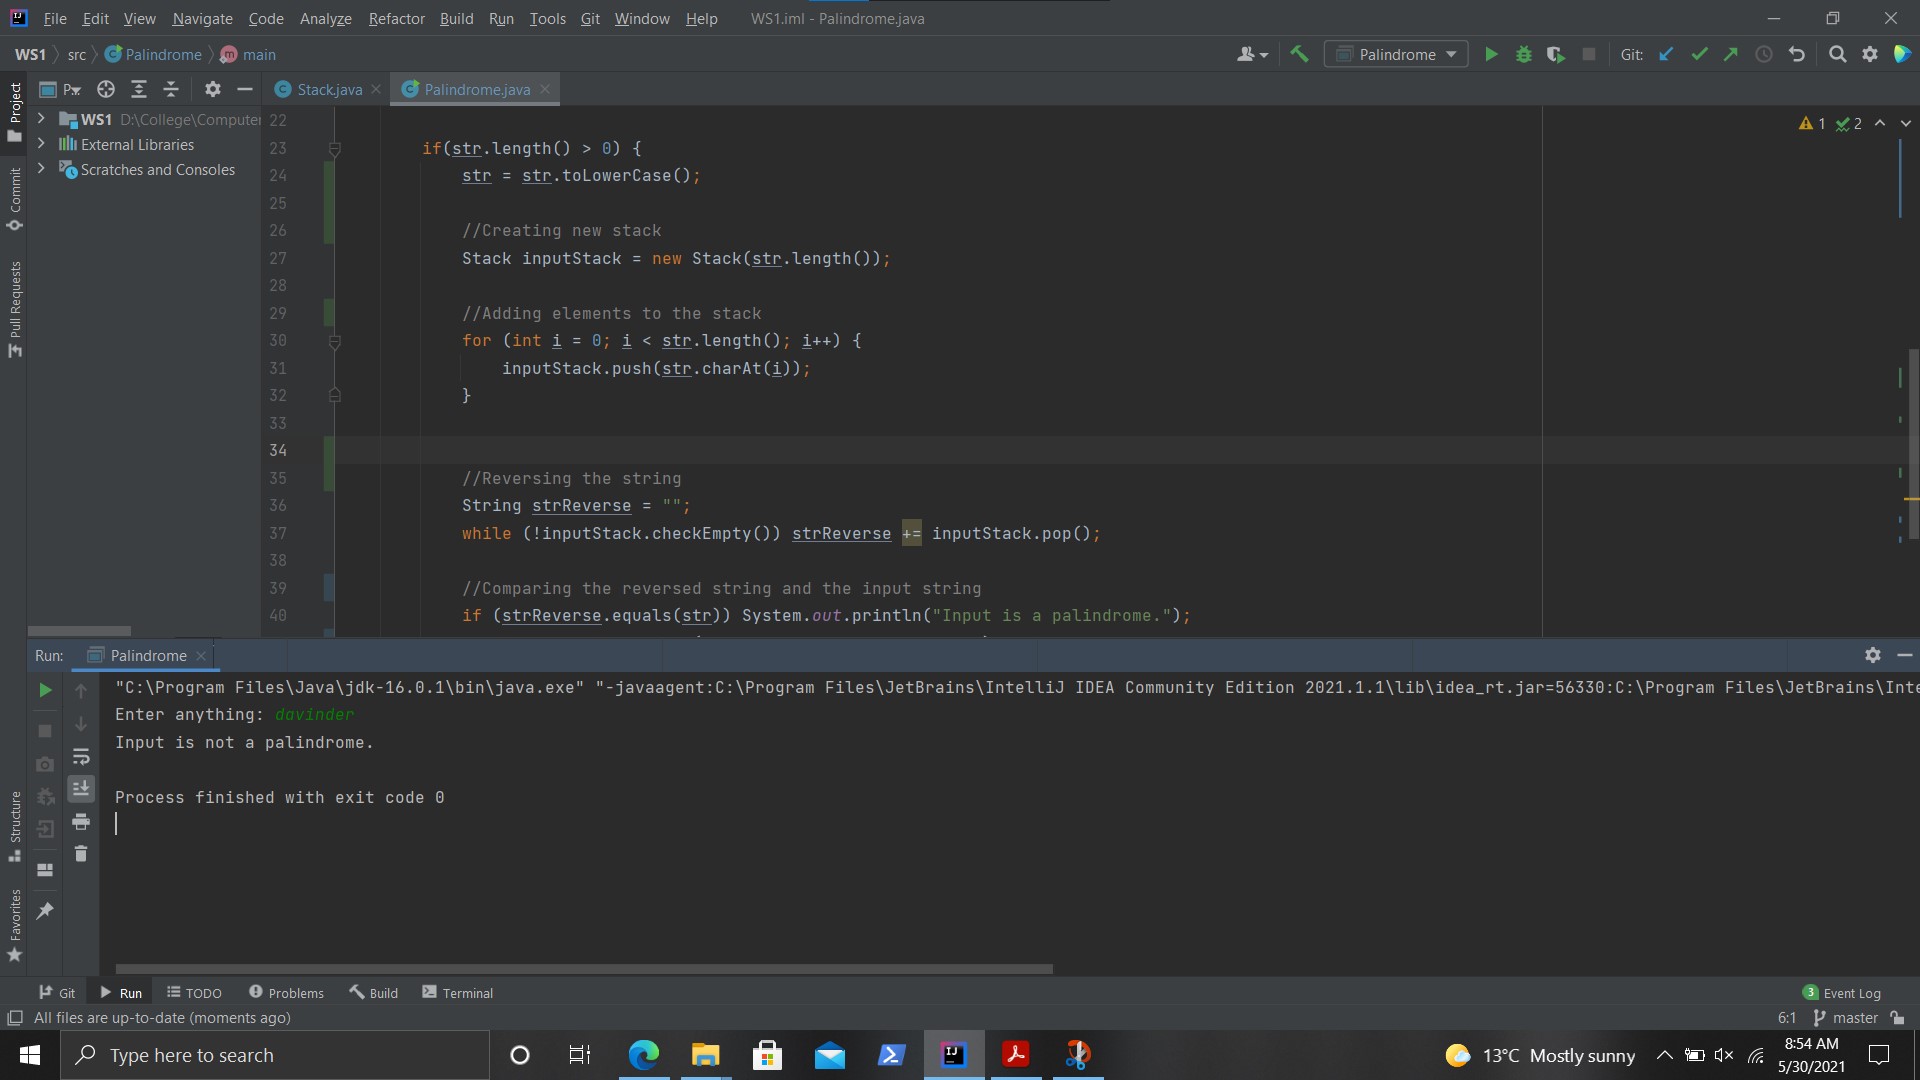 File Edit View Navigate Code Analyze Refactor Build Run Tools Git Window Help WS1.iml - Palindrome.java
WS1 src Palindrome main Palindrome Git:
P Stack.java Palindrome.java
WS1 D:\College\Computer
External Libraries
Scratches and Consoles
Project
Commit
Pull Requests
Structure
Favorites
1 2
22
23 if(str.length() > 0) {
24 str = str.toLowerCase();
25
26 //Creating new stack
27 Stack inputStack = new Stack(str.length());
28
29 //Adding elements to the stack
30 for (int i = 0; i < str.length(); i++) {
31 inputStack.push(str.charAt(i));
32 }
33
34
35 //Reversing the string
36 String strReverse = "";
37 while (!inputStack.checkEmpty()) strReverse += inputStack.pop();
38
39 //Comparing the reversed string and the input string
40 if (strReverse.equals(str)) System.out.println("Input is a palindrome.");
Run: Palindrome
"C:\Program Files\Java\jdk-16.0.1\bin\java.exe" "-javaagent:C:\Program Files\JetBrains\IntelliJ IDEA Community Edition 2021.1.1\lib\idea_rt.jar=56330:C:\Program Files\JetBrains\Inte
Enter anything: davinder
Input is not a palindrome.
Process finished with exit code 0
Git Run TODO Problems Build Terminal 3 Event Log
All files are up-to-date (moments ago) 6:1 master
Type here to search 13°C Mostly sunny 8:54 AM
5/30/2021